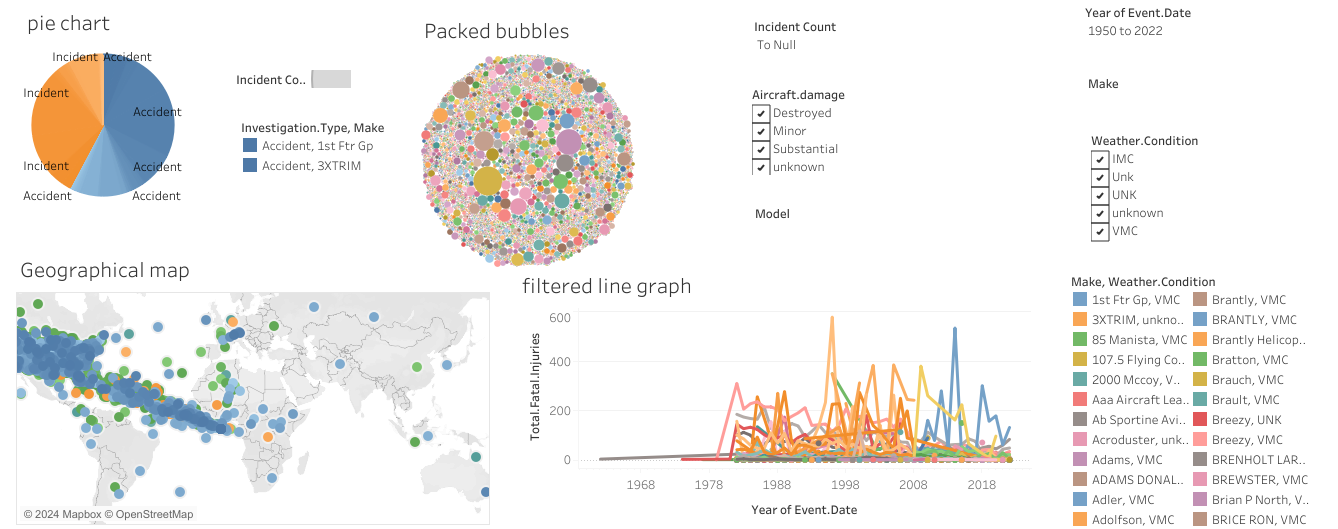 pie chart
Incident Accident
Incident
Accident
Incident
Accident
Accident
Accident
Incident Co..
Investigation.Type, Make
Accident, 1st Ftr Gp
Accident, 3XTRIM
Packed bubbles
Incident Count
To Null
Aircraft.damage
Destroyed
Minor
Substantial
unknown
Model
Year of Event.Date
1950 to 2022
Make
Weather.Condition
IMC
Unk
UNK
unknown
VMC
Geographical map
© 2024 Mapbox © OpenStreetMap
filtered line graph
Total.Fatal.Injuries
600
400
200
0
1968 1978 1988 1998 2008 2018
Year of Event.Date
Make, Weather.Condition
1st Ftr Gp, VMC
3XTRIM, unkno..
85 Manista, VMC
107.5 Flying Co..
2000 Mccoy, V..
Aaa Aircraft Lea..
Ab Sportine Avi..
Acroduster, unk..
Adams, VMC
ADAMS DONAL..
Adler, VMC
Adolfson, VMC
Brantly, VMC
BRANTLY, VMC
Brantly Helicop..
Bratton, VMC
Brauch, VMC
Brault, VMC
Breezy, UNK
Breezy, VMC
BRENHOLT LAR..
BREWSTER, VMC
Brian P North, V..
BRICE RON, VMC